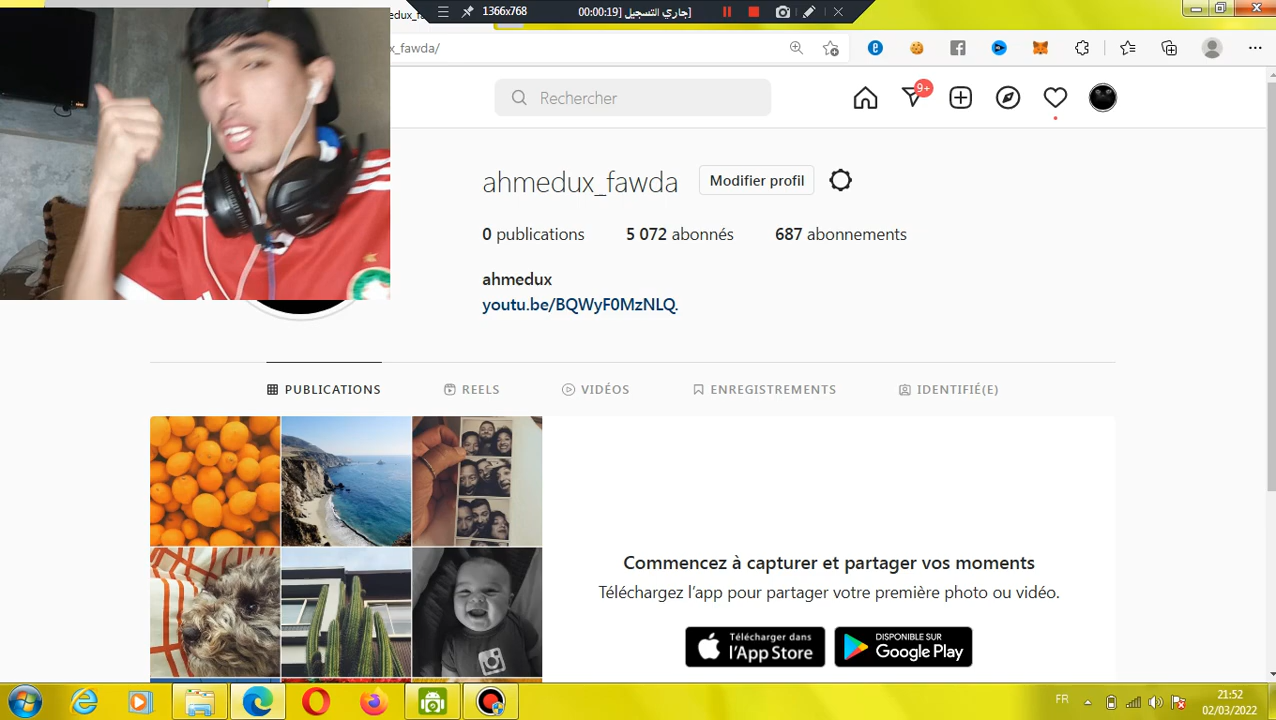 edux_fa
1366x768
00:00:19 [جاري التسجيل]
x_fawda/
Rechercher
9+
ahmedux_fawda
Modifier profil
0 publications
5 072 abonnés
687 abonnements
ahmedux
youtu.be/BQWyF0MzNLQ.
PUBLICATIONS
REELS
VIDÉOS
ENREGISTREMENTS
IDENTIFIÉ(E)
Commencez à capturer et partager vos moments
Téléchargez l'app pour partager votre première photo ou vidéo.
Télécharger dans
l'App Store
DISPONIBLE SUR
Google Play
FR
21:52
02/03/2022